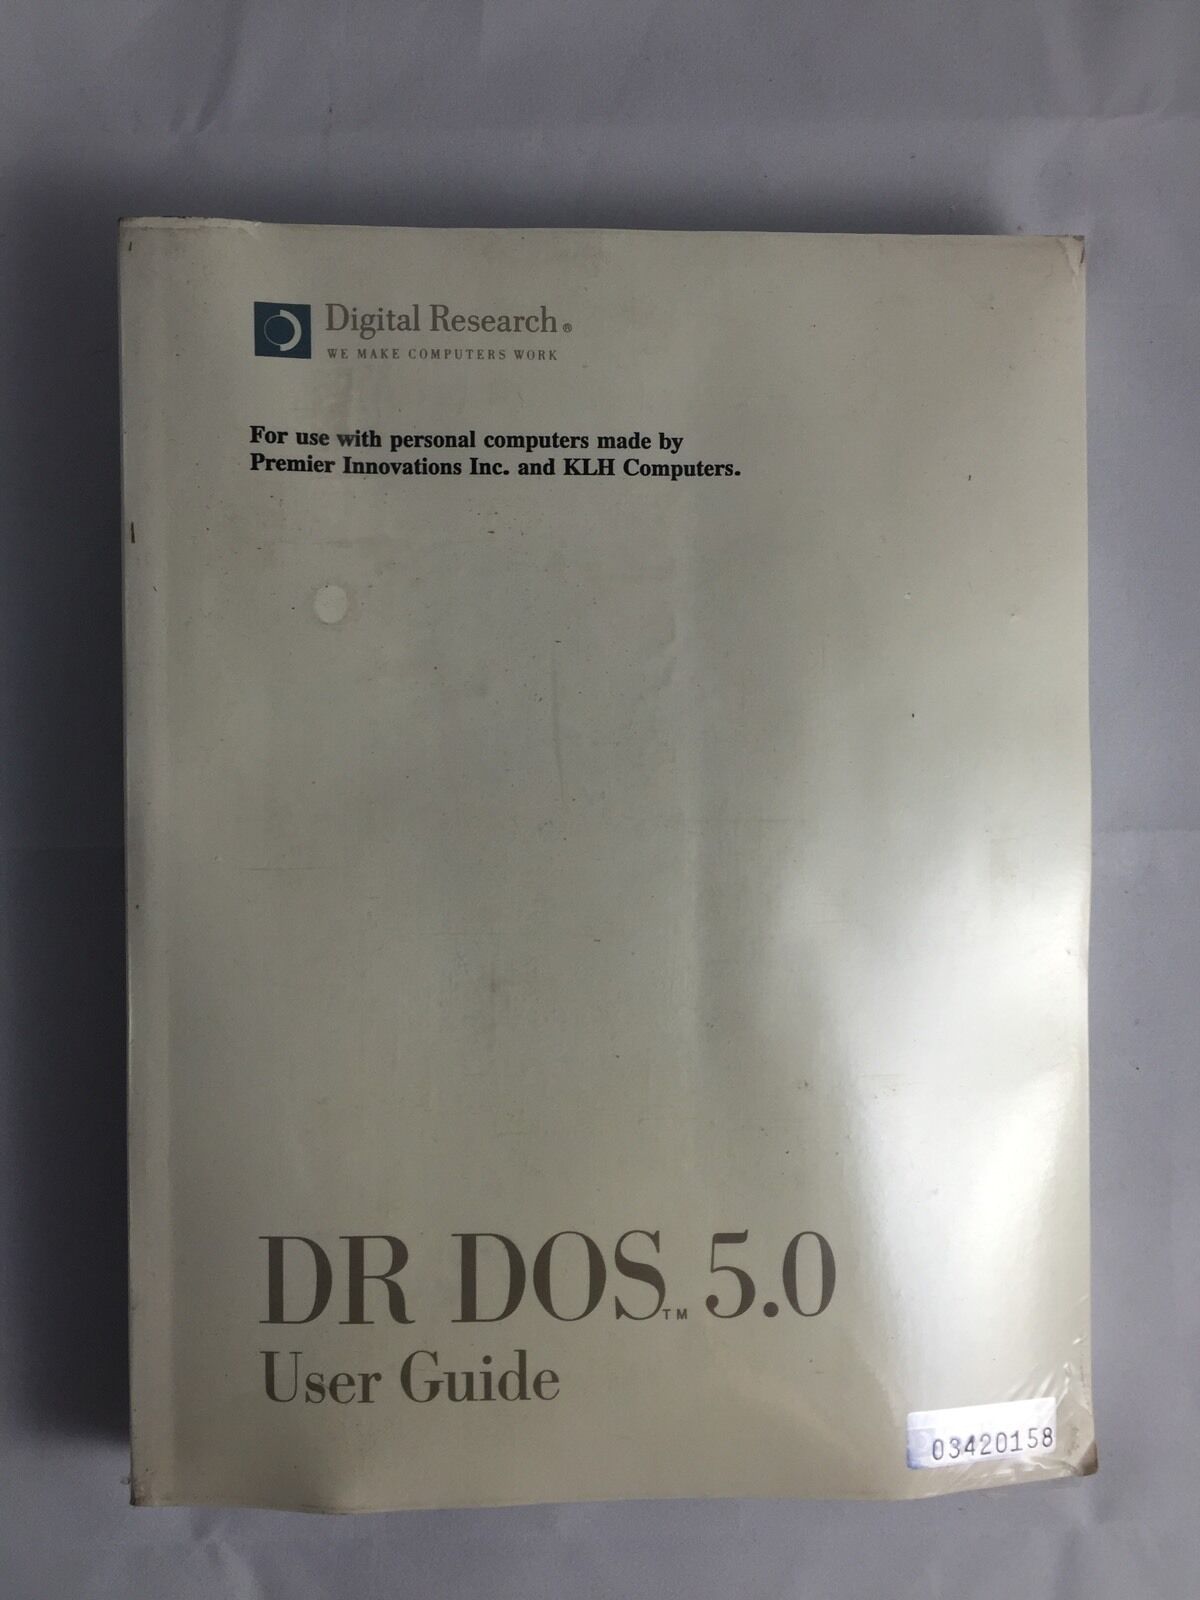 Digital Research®
WE MAKE COMPUTERS WORK
For use with personal computers made by
Premier Innovations Inc. and KLH Computers.
DR DOS™ 5.0
User Guide
03420158